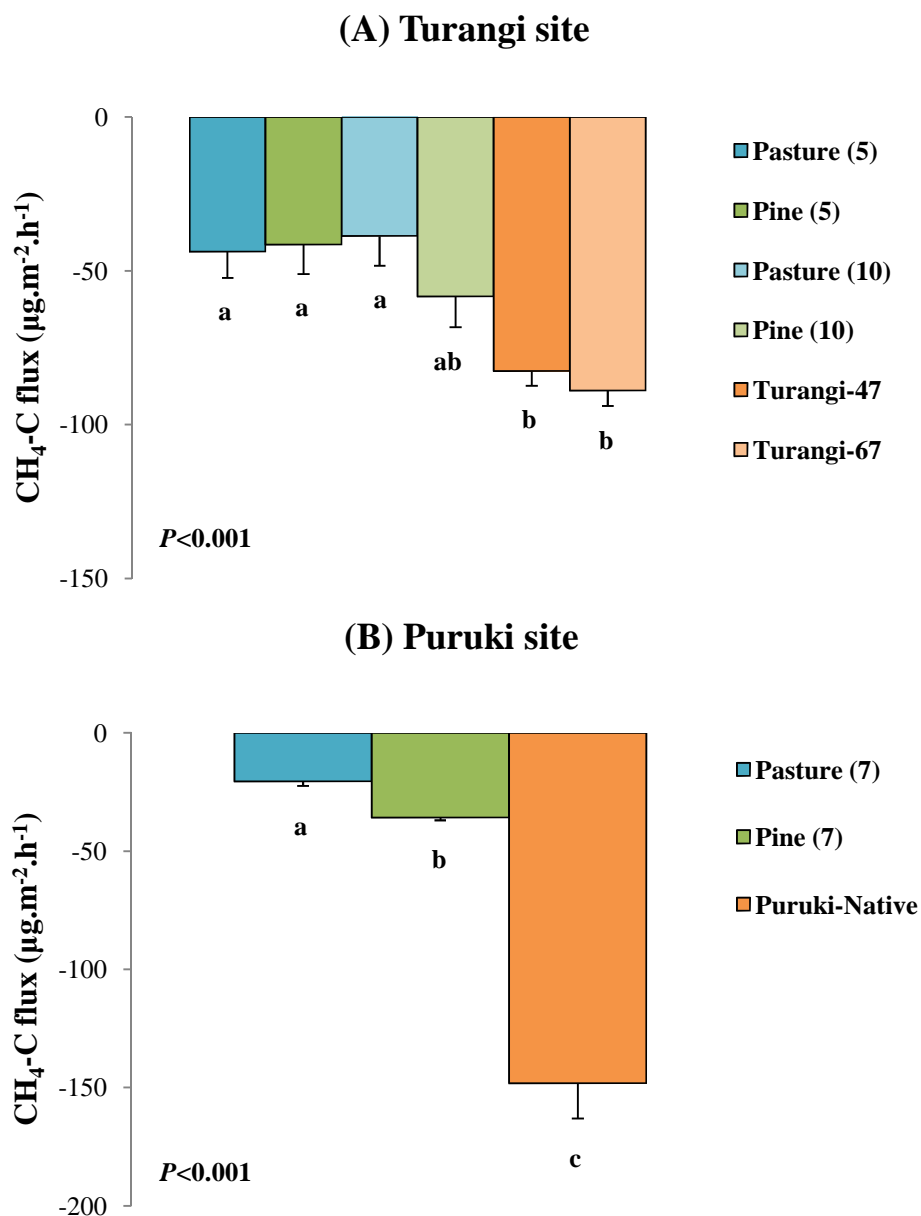 (A) Turangi site
CH₄-C flux (µg.m⁻².h⁻¹)
0
-50
-100
-150
a
a
a
ab
b
b
P<0.001
Pasture (5)
Pine (5)
Pasture (10)
Pine (10)
Turangi-47
Turangi-67
(B) Puruki site
CH₄-C flux (µg.m⁻².h⁻¹)
0
-50
-100
-150
-200
a
b
c
P<0.001
Pasture (7)
Pine (7)
Puruki-Native